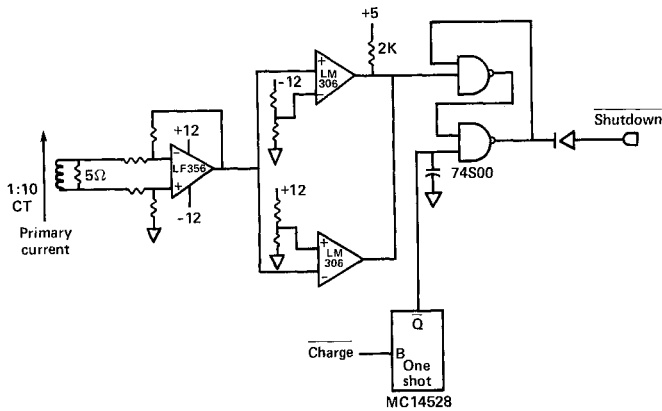 +5
2K
+
LM
306
−
-12
+12
−
LF356
+
-12
5Ω
1:10
CT
Primary
current
+12
+
LM
306
−
74S00
Shutdown
Q
Charge
B
One
shot
MC14528